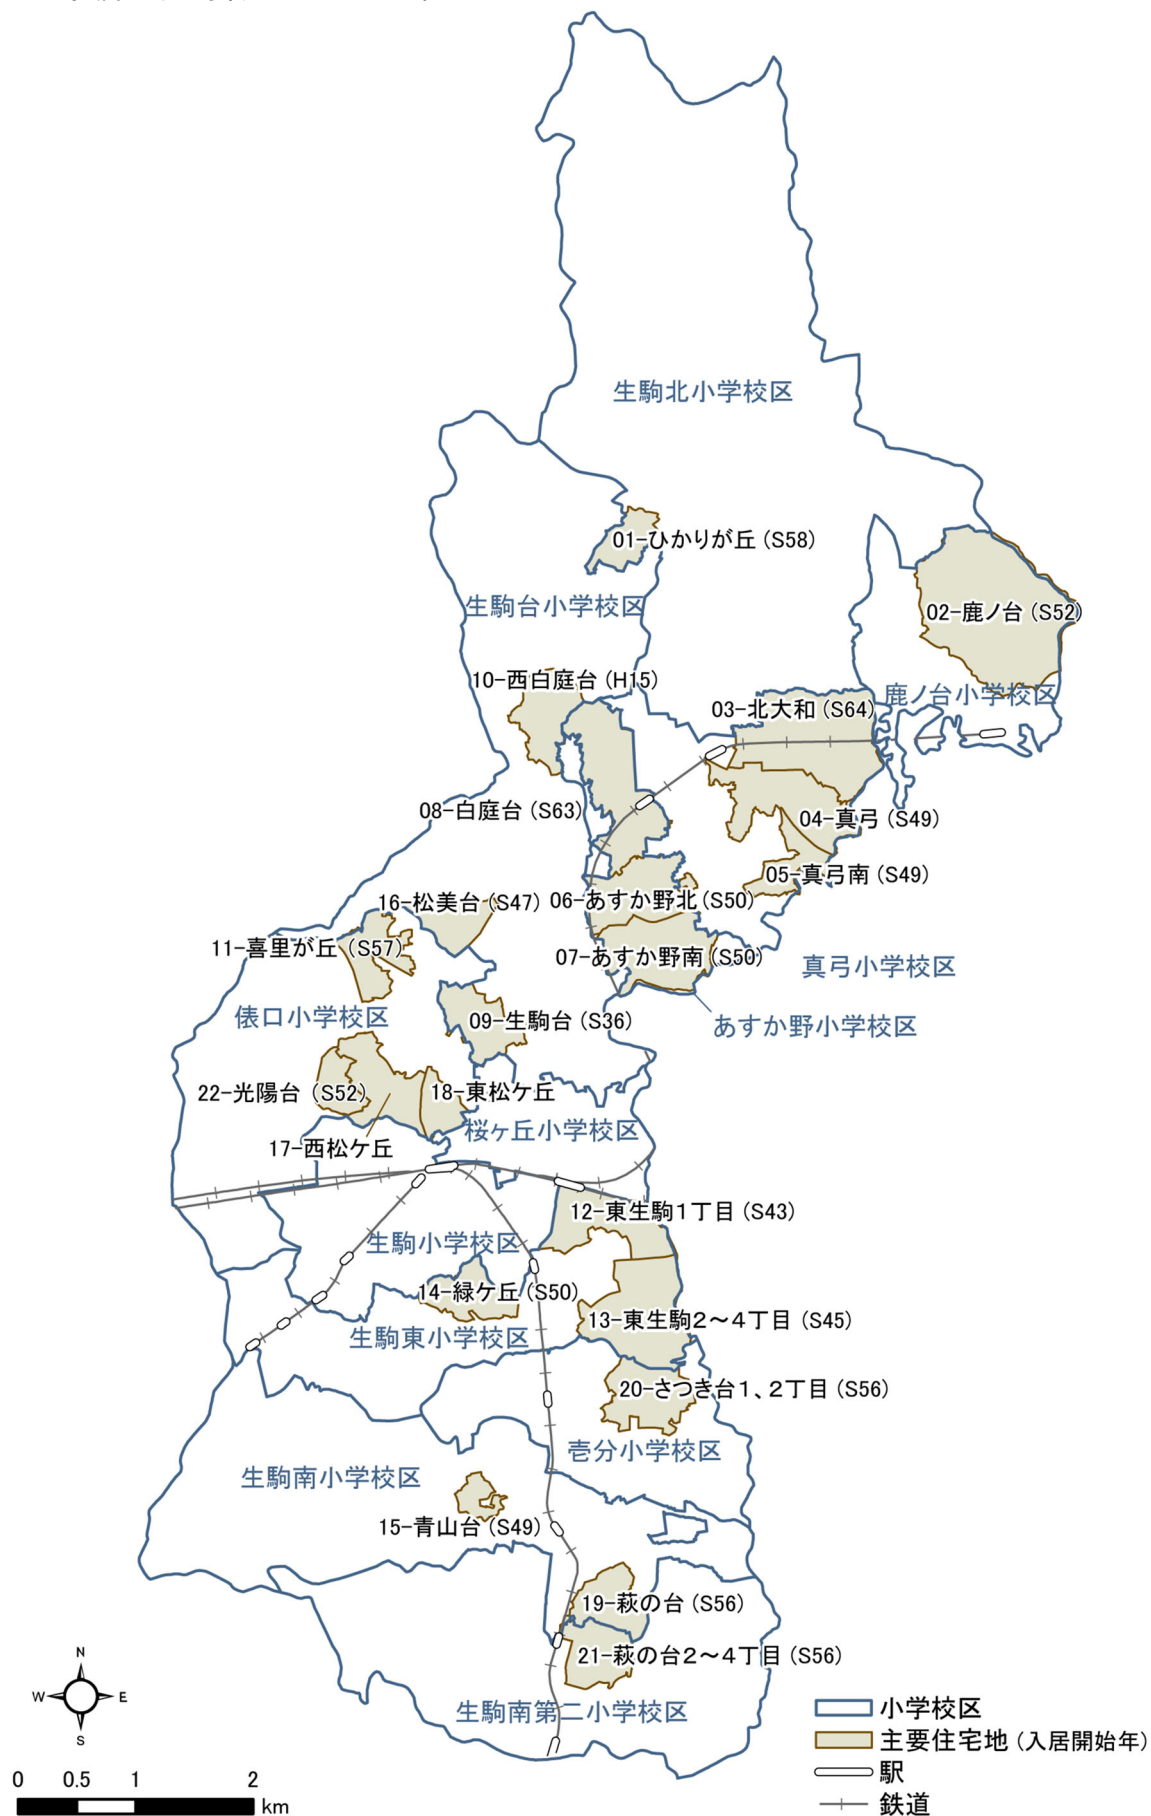 生駒北小学校区
01-ひかりが丘（S58）
生駒台小学校区
02-鹿ノ台（S52）
10-西白庭台（H15）
鹿ノ台小学校区
03-北大和（S64）
08-白庭台（S63）
04-真弓（S49）
05-真弓南（S49）
16-松美台（S47）
06-あすか野北（S50）
11-喜里が丘（S57）
07-あすか野南（S50）
真弓小学校区
俵口小学校区
09-生駒台（S36）
あすか野小学校区
22-光陽台（S52）
18-東松ケ丘
桜ヶ丘小学校区
17-西松ケ丘
12-東生駒１丁目（S43）
生駒小学校区
14-緑ケ丘（S50）
13-東生駒２～４丁目（S45）
生駒東小学校区
20-さつき台１、２丁目（S56）
壱分小学校区
生駒南小学校区
15-青山台（S49）
19-萩の台（S56）
21-萩の台２～４丁目（S56）
生駒南第二小学校区
N
W
E
S
0 0.5 1 2
km
小学校区
主要住宅地（入居開始年）
駅
鉄道